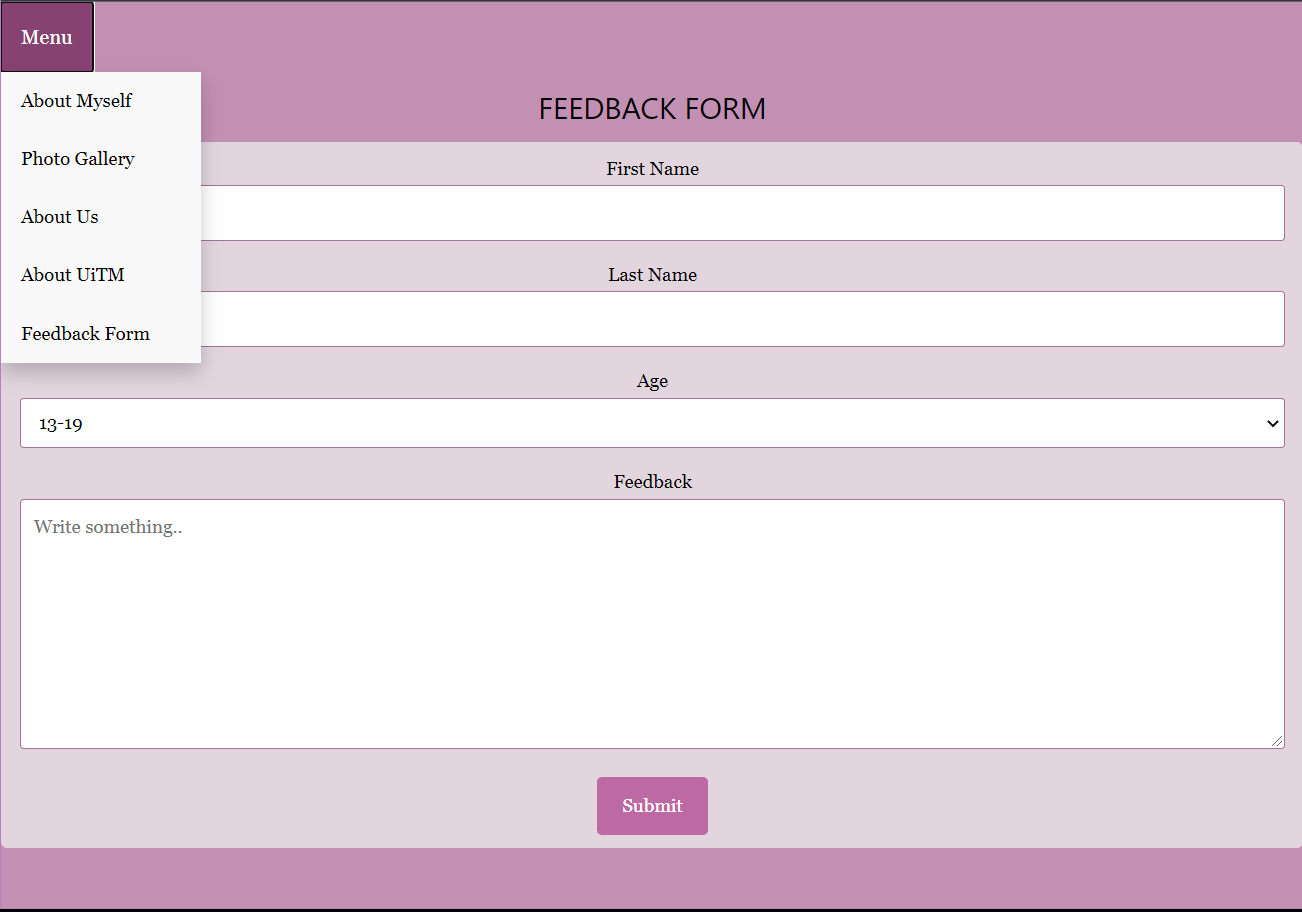 Menu
About Myself
Photo Gallery
About Us
About UiTM
Feedback Form
FEEDBACK FORM
First Name
Last Name
Age
13-19
Feedback
Write something..
Submit